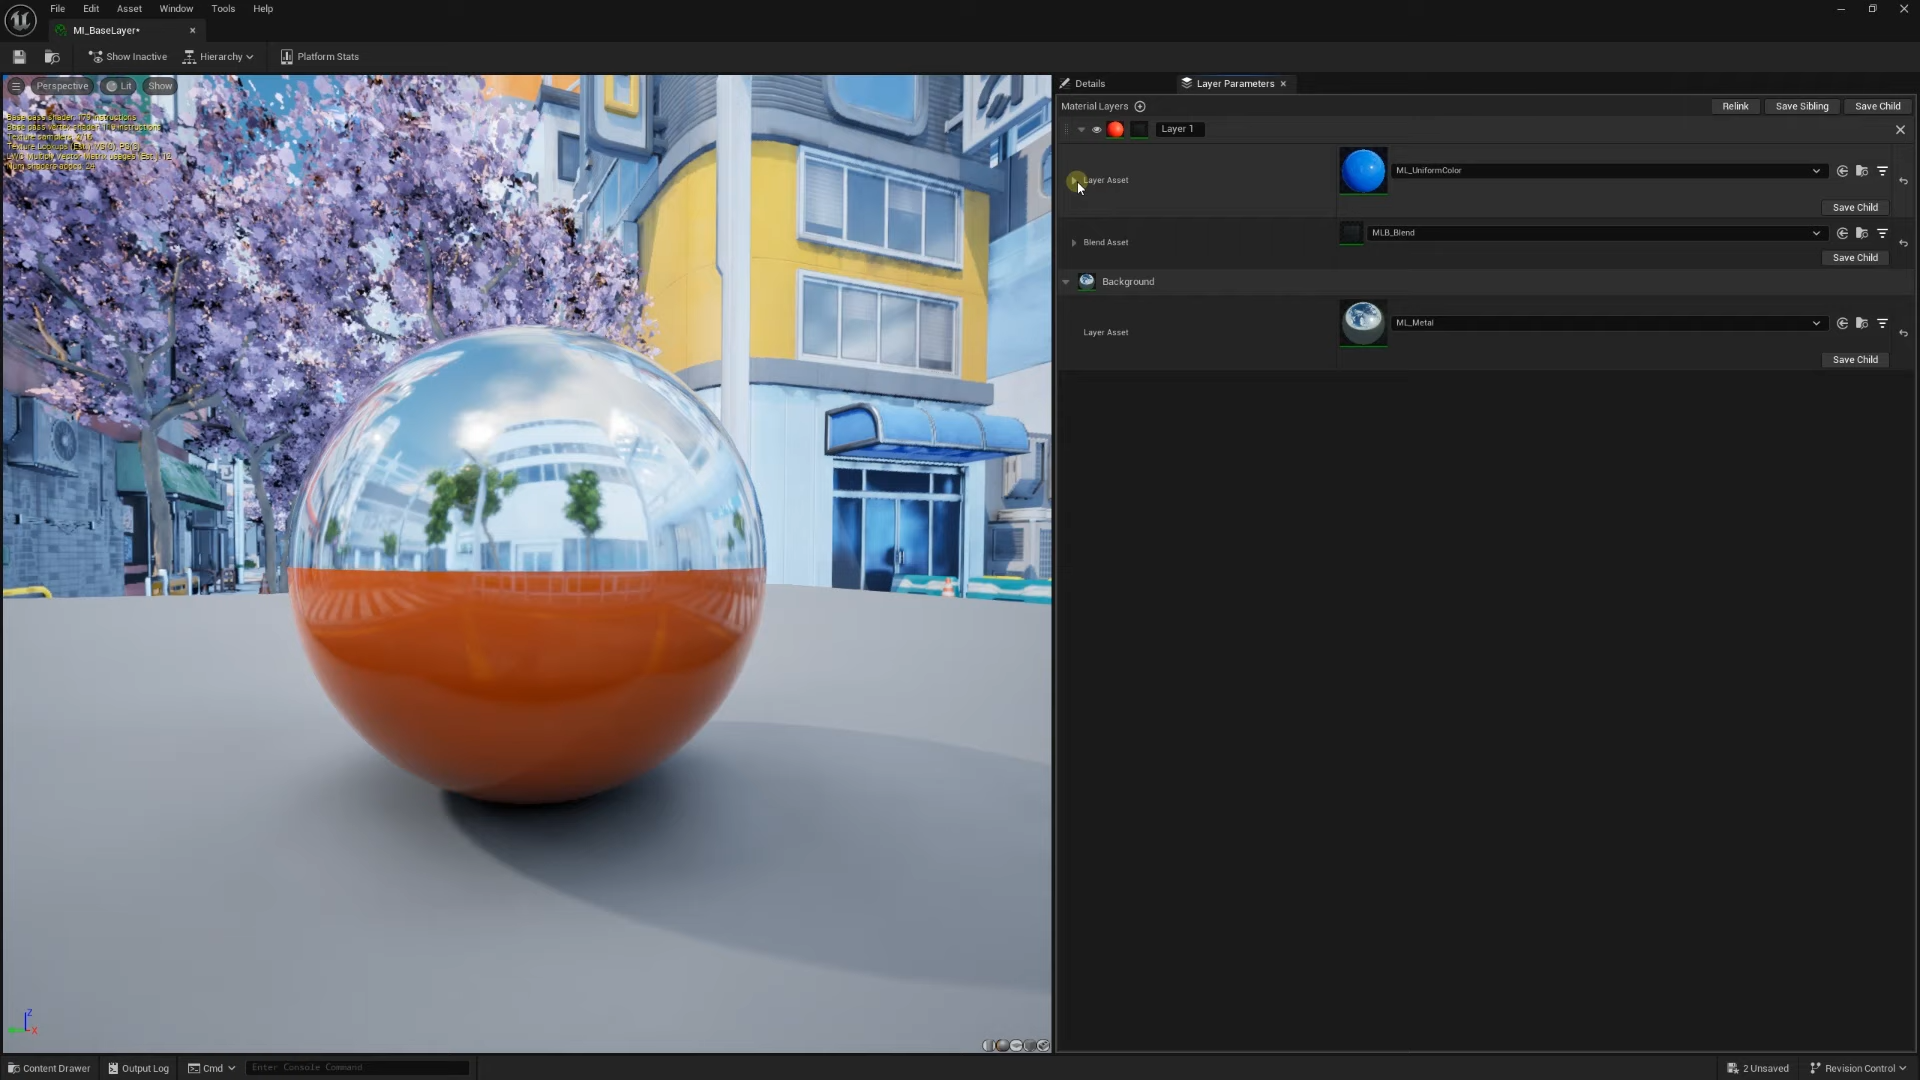 File Edit Asset Window Tools Help
MI_BaseLayer*
Show Inactive Hierarchy Platform Stats
Perspective Lit Show
Details Layer Parameters
Material Layers Relink Save Sibling Save Child
Layer 1
Layer Asset ML_UniformColor
Save Child
Blend Asset MLB_Blend
Save Child
Background
Layer Asset ML_Metal
Save Child
Z
X
Content Drawer Output Log Cmd Enter Console Command 2 Unsaved Revision Control